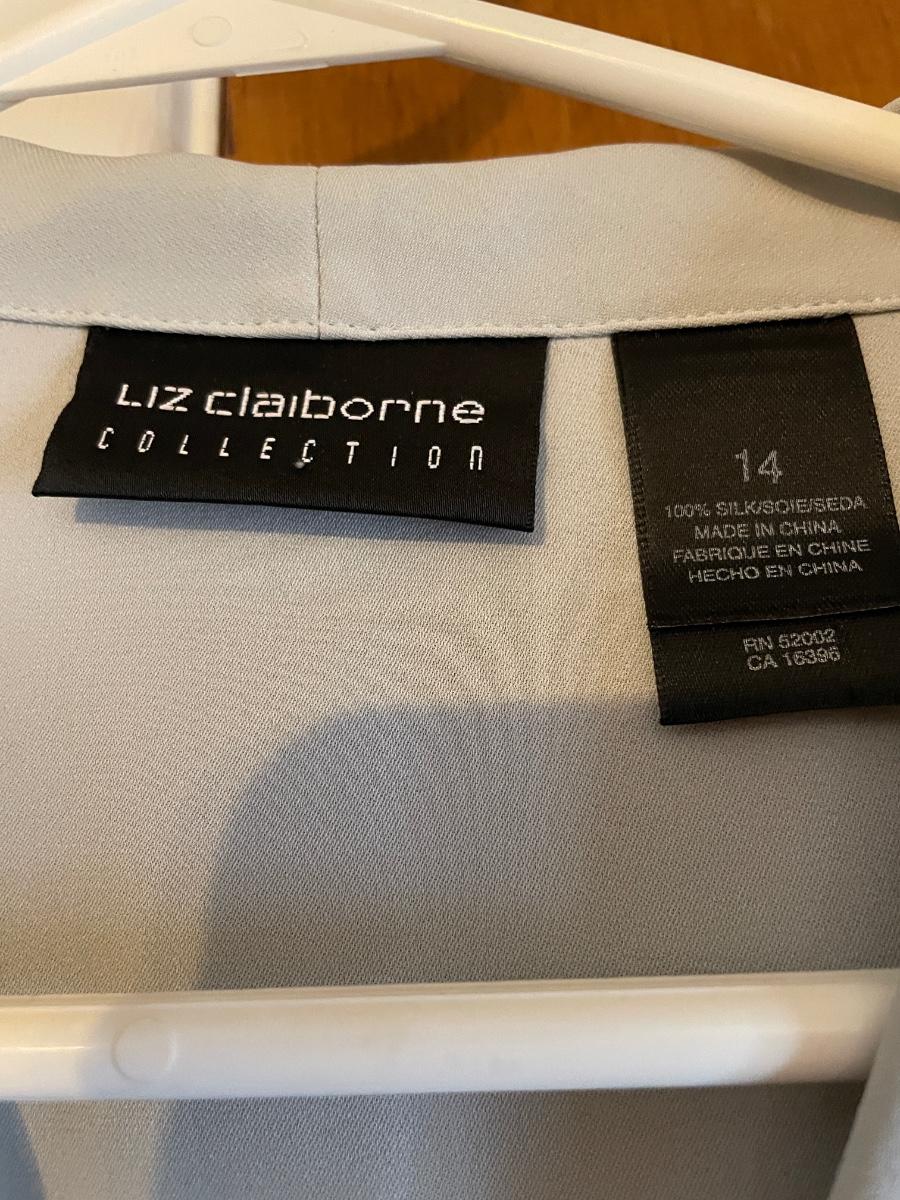 Liz claiborne
COLLECTION
14
100% SILK/SOIE/SEDA
MADE IN CHINA
FABRIQUE EN CHINE
HECHO EN CHINA
RN 52002
CA 16396